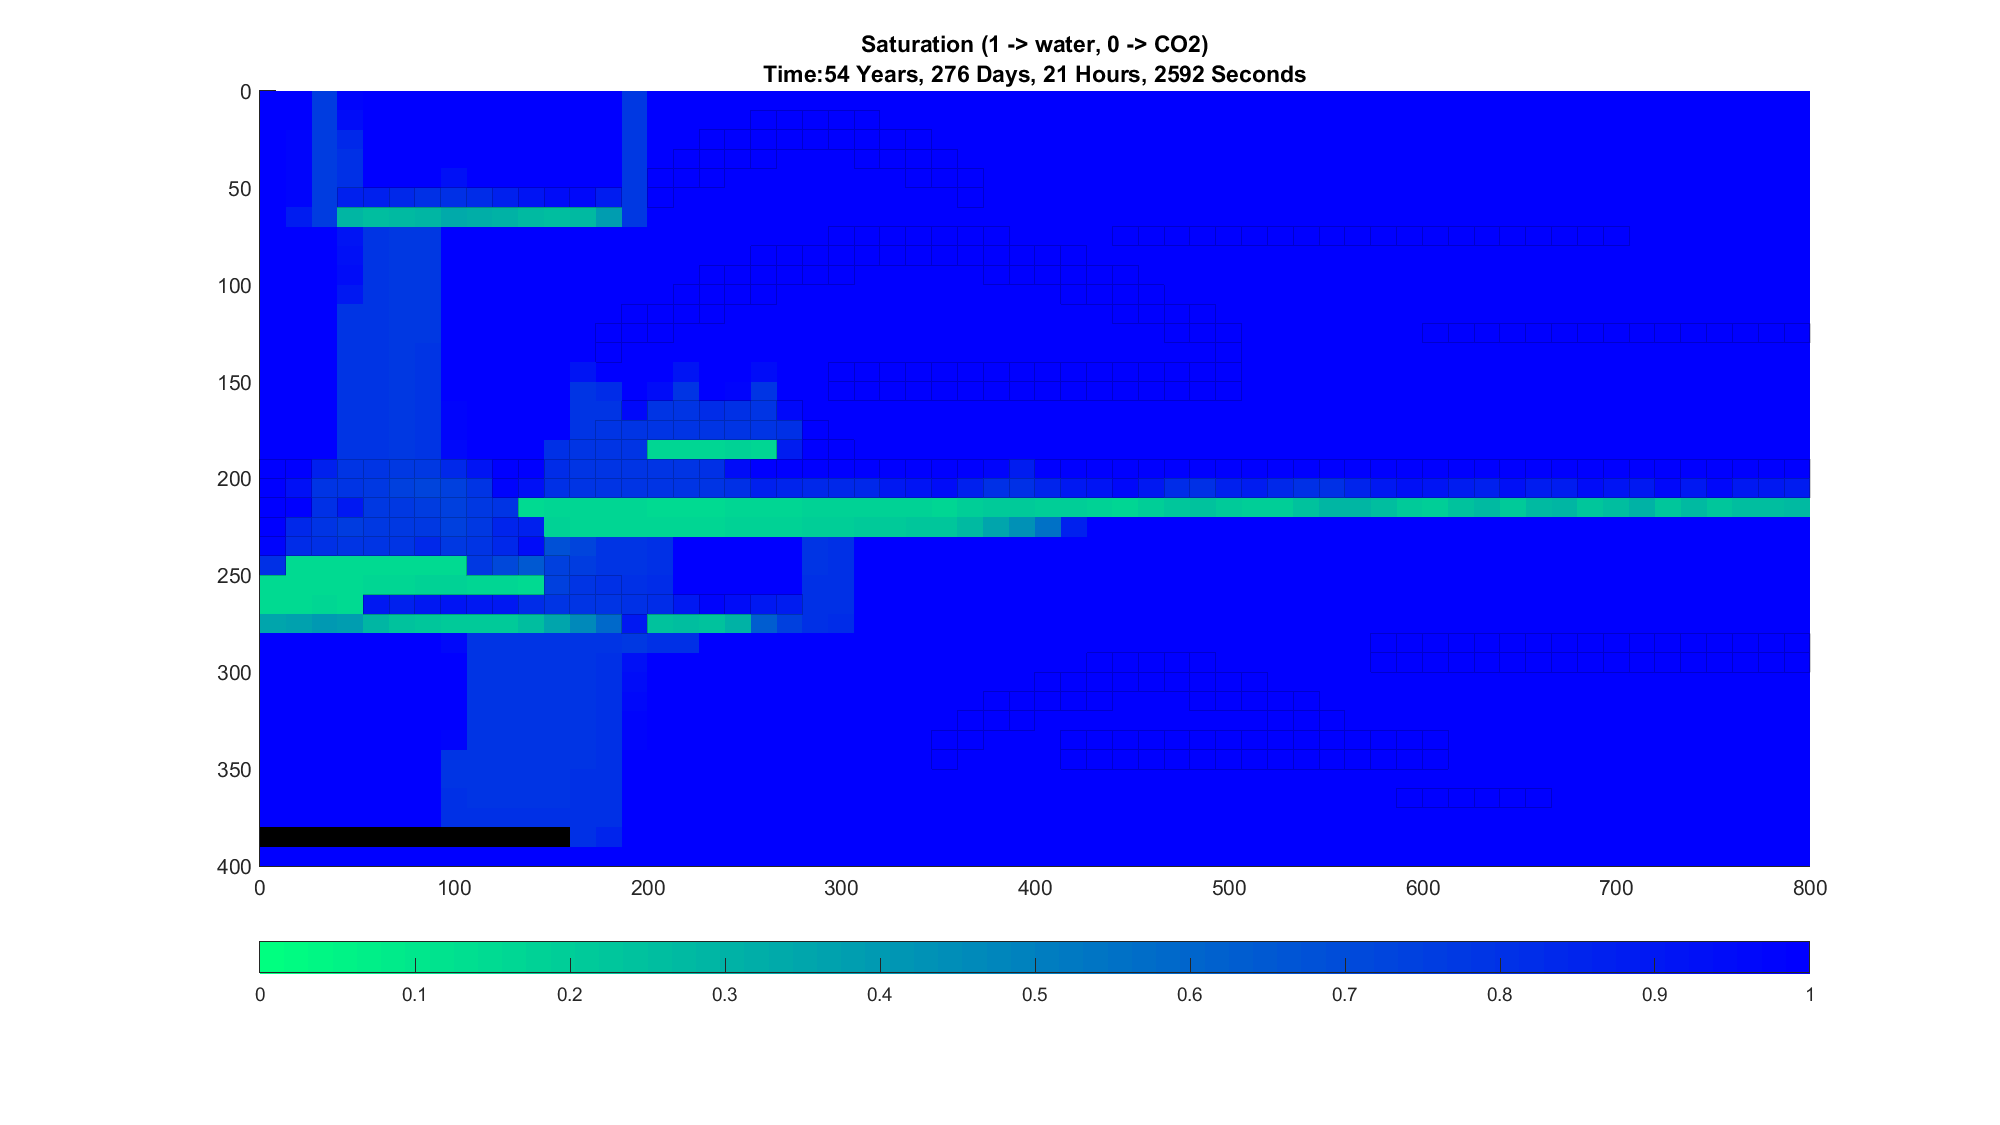 Saturation (1 -> water, 0 -> CO2)
Time:54 Years, 276 Days, 21 Hours, 2592 Seconds
0
50
100
150
200
250
300
350
400
0 100 200 300 400 500 600 700 800
0 0.1 0.2 0.3 0.4 0.5 0.6 0.7 0.8 0.9 1